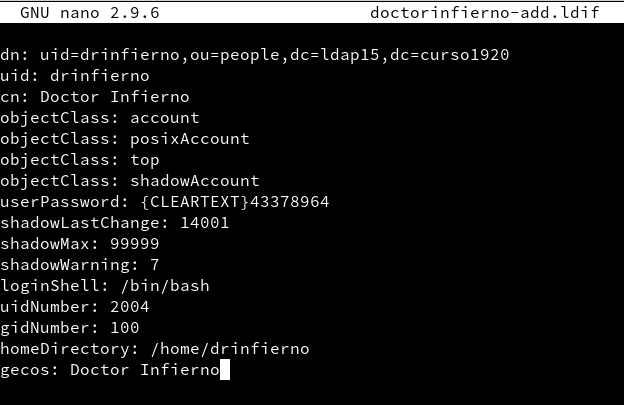 GNU nano 2.9.6 doctorinfierno-add.ldif
dn: uid=drinfierno,ou=people,dc=ldap15,dc=curso1920
uid: drinfierno
cn: Doctor Infierno
objectClass: account
objectClass: posixAccount
objectClass: top
objectClass: shadowAccount
userPassword: {CLEARTEXT}43378964
shadowLastChange: 14001
shadowMax: 99999
shadowWarning: 7
loginShell: /bin/bash
uidNumber: 2004
gidNumber: 100
homeDirectory: /home/drinfierno
gecos: Doctor Infierno